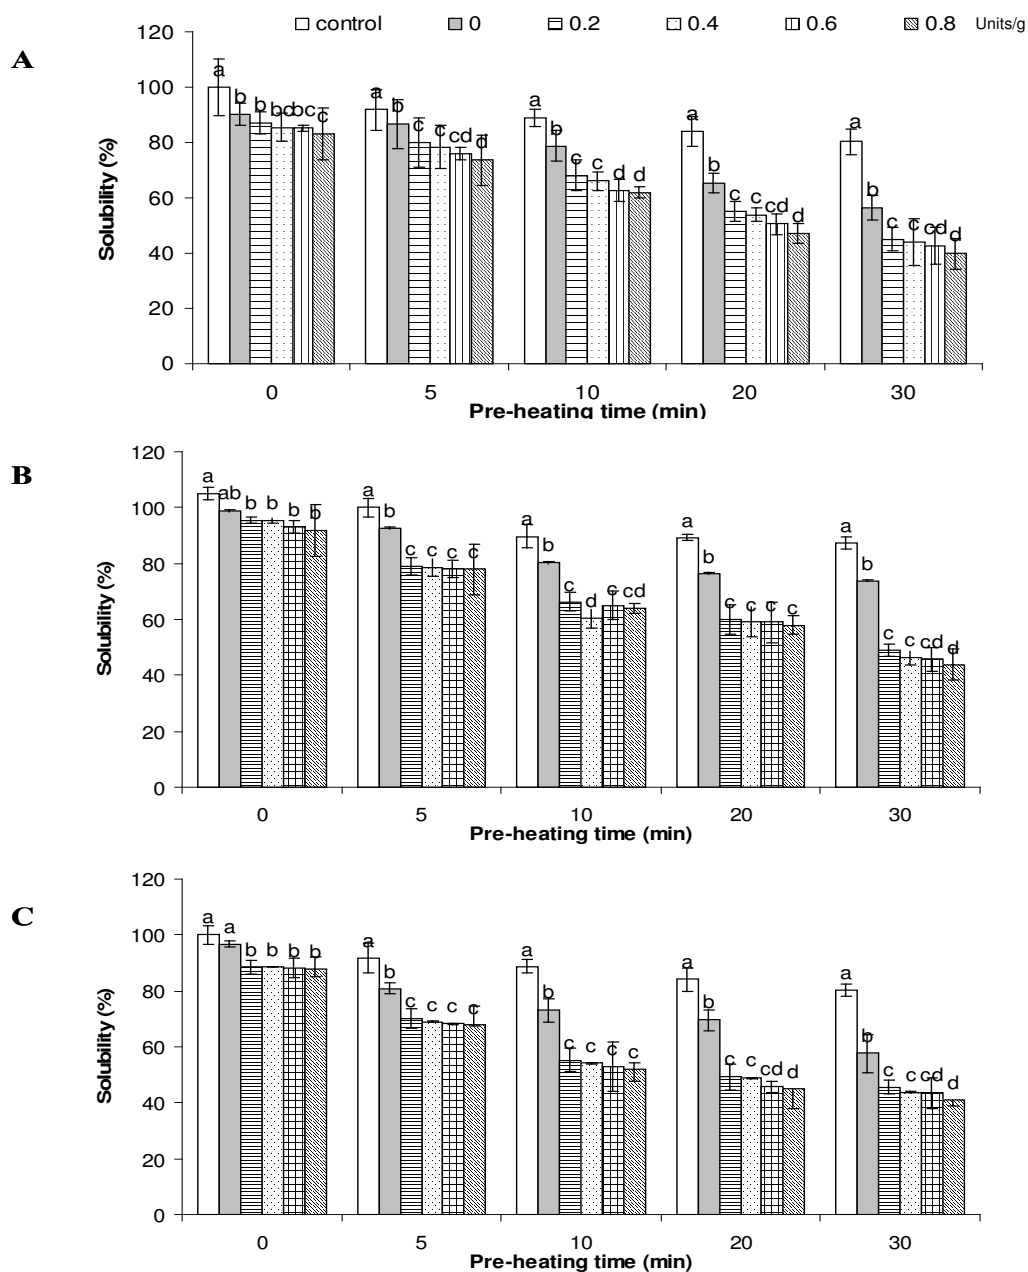 control 0 0.2 0.4 0.6 0.8 Units/g
A
120
100
80
60
40
20
0
Solubility (%)
a b b bd bc c
a b c c cd d
a b c c d d
a b c c cd d
a b c c cd d
0 5 10 20 30
Pre-heating time (min)
B
120
100
80
60
40
20
0
Solubility (%)
a ab b b b b
a b c c c c
a b c d c cd
a b c c c c
a b c c cd d
0 5 10 20 30
Pre-heating time (min)
C
120
100
80
60
40
20
0
Solubility (%)
a a b b b b
a b c c c c
a b c c c c
a b c c cd d
a b c c cd d
0 5 10 20 30
Pre-heating time (min)